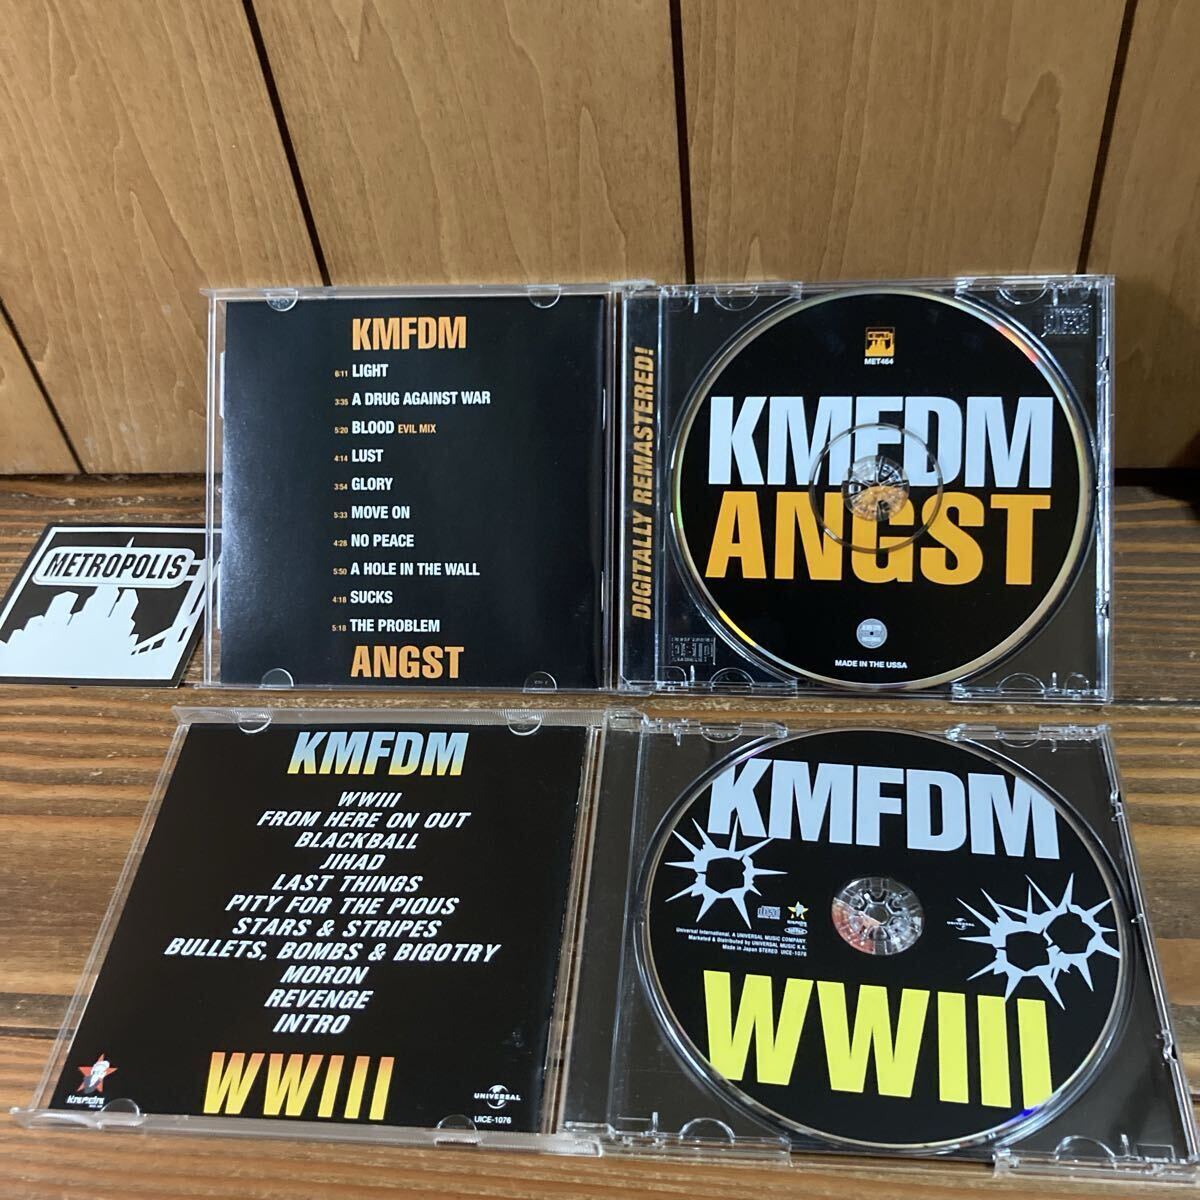 METROPOLIS
KMFDM
6:11 LIGHT
3:35 A DRUG AGAINST WAR
5:20 BLOOD EVIL MIX
4:14 LUST
3:54 GLORY
5:33 MOVE ON
4:28 NO PEACE
5:50 A HOLE IN THE WALL
4:18 SUCKS
5:18 THE PROBLEM
ANGST
DIGITALLY REMASTERED!
MET464
KMFDM
ANGST
MADE IN THE USSA
KMFDM
WWIII
FROM HERE ON OUT
BLACKBALL
JIHAD
LAST THINGS
PITY FOR THE PIOUS
STARS & STRIPES
BULLETS, BOMBS & BIGOTRY
MORON
REVENGE
INTRO
WWIII
UNIVERSAL
UICE-1076
KMFDM
Universal International, A UNIVERSAL MUSIC COMPANY.
Marketed & Distributed by UNIVERSAL MUSIC K.K.
Made in Japan STEREO UICE-1076
UNIVERSAL
WWIII